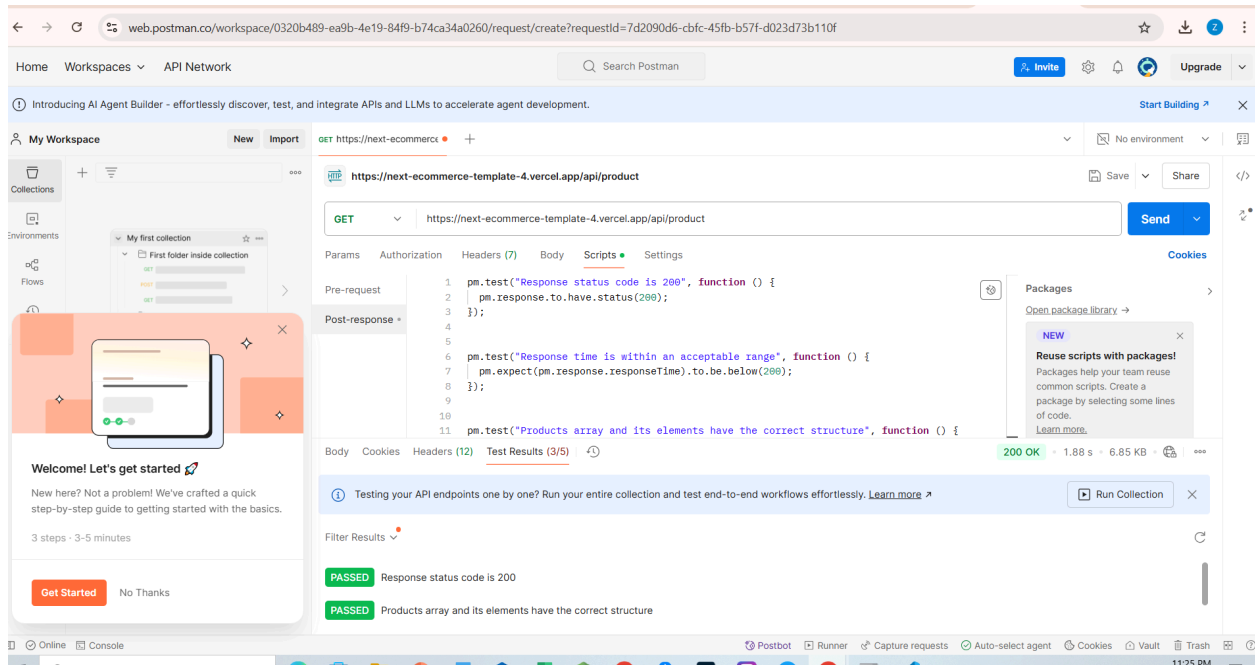 web.postman.co/workspace/0320b489-ea9b-4e19-84f9-b74ca34a0260/request/create?requestId=7d2090d6-cbfc-45fb-b57f-d023d73b110f
Z
Home Workspaces API Network Search Postman Invite Upgrade
Introducing AI Agent Builder - effortlessly discover, test, and integrate APIs and LLMs to accelerate agent development. Start Building
My Workspace New Import GET https://next-ecommerce No environment
Collections
HTTP https://next-ecommerce-template-4.vercel.app/api/product Save Share
Environments
GET https://next-ecommerce-template-4.vercel.app/api/product Send
My first collection
First folder inside collection
GET
POST
GET
Flows
Params Authorization Headers (7) Body Scripts Settings Cookies
Pre-request
Post-response
1 pm.test("Response status code is 200", function () {
2 pm.response.to.have.status(200);
3 });
4
5
6 pm.test("Response time is within an acceptable range", function () {
7 pm.expect(pm.response.responseTime).to.be.below(200);
8 });
9
10
11 pm.test("Products array and its elements have the correct structure", function () {
Packages
Open package library →
NEW
Reuse scripts with packages!
Packages help your team reuse
common scripts. Create a
package by selecting some lines
of code.
Learn more.
Body Cookies Headers (12) Test Results (3/5) 200 OK 1.88 s 6.85 KB
Testing your API endpoints one by one? Run your entire collection and test end-to-end workflows effortlessly. Learn more Run Collection
Filter Results
PASSED Response status code is 200
PASSED Products array and its elements have the correct structure
Welcome! Let's get started
New here? Not a problem! We've crafted a quick
step-by-step guide to getting started with the basics.
3 steps · 3-5 minutes
Get Started No Thanks
Online Console Postbot Runner Capture requests Auto-select agent Cookies Vault Trash
11:25 PM